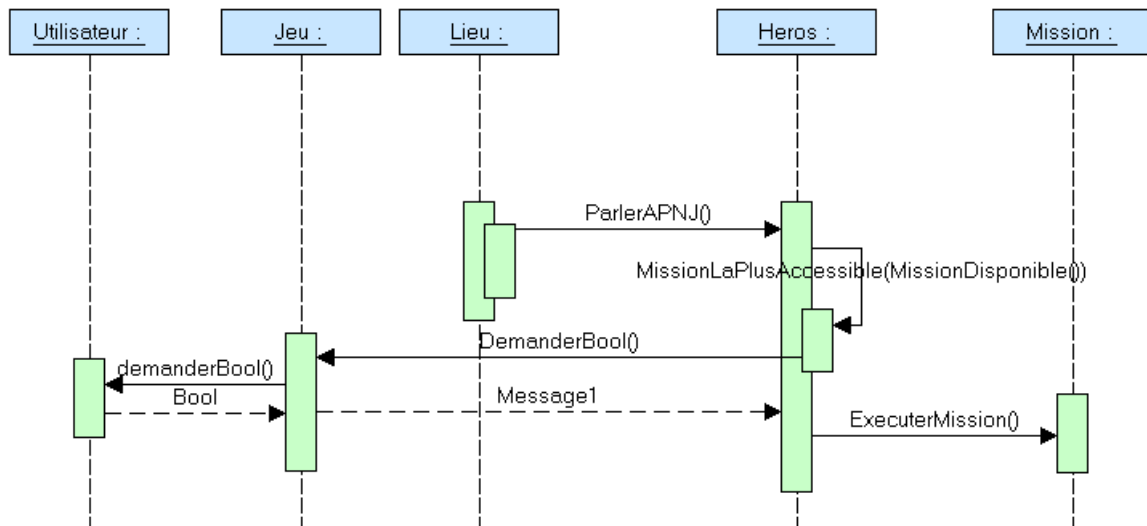 Utilisateur :
Jeu :
Lieu :
Heros :
Mission :
ParlerAPNJ()
MissionLaPlusAccessible(MissionDisponible())
DemanderBool()
demanderBool()
Bool
Message1
ExecuterMission()